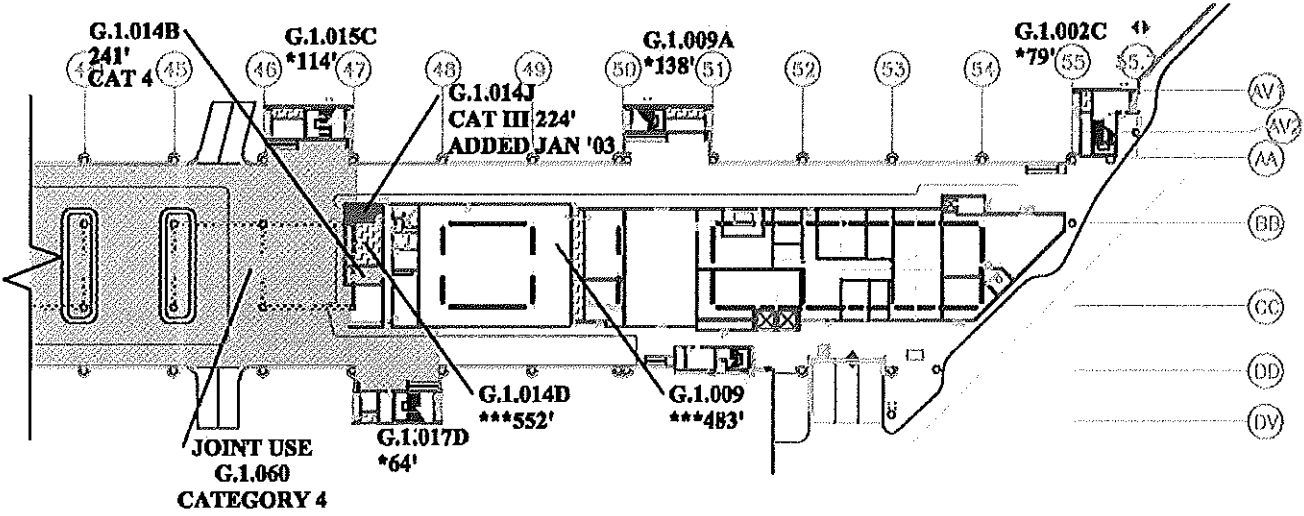 G.1.014B
241'
CAT 4
G.1.015C
*114'
G.1.009A
*138'
G.1.002C
*79'
45
46
47
48
49
50
51
52
53
54
55
G.1.014J
CAT III 224'
ADDED JAN '03
AV
AV2
AA
BB
CC
DD
DV
G.1.014D
***552'
G.1.009
***483'
G.1.017D
*64'
JOINT USE
G.1.060
CATEGORY 4